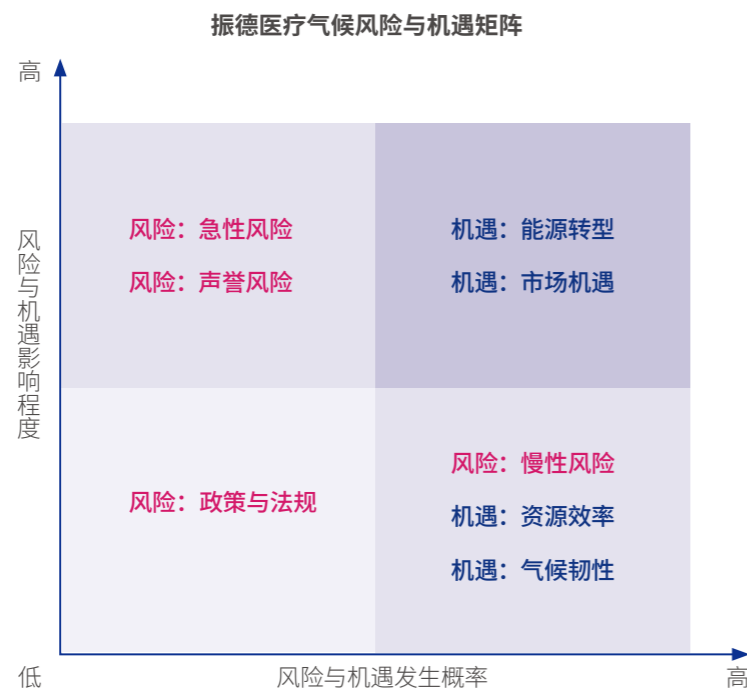 振德医疗气候风险与机遇矩阵
高
风险与机遇影响程度
风险：急性风险
风险：声誉风险
机遇：能源转型
机遇：市场机遇
风险：政策与法规
风险：慢性风险
机遇：资源效率
机遇：气候韧性
低
风险与机遇发生概率
高